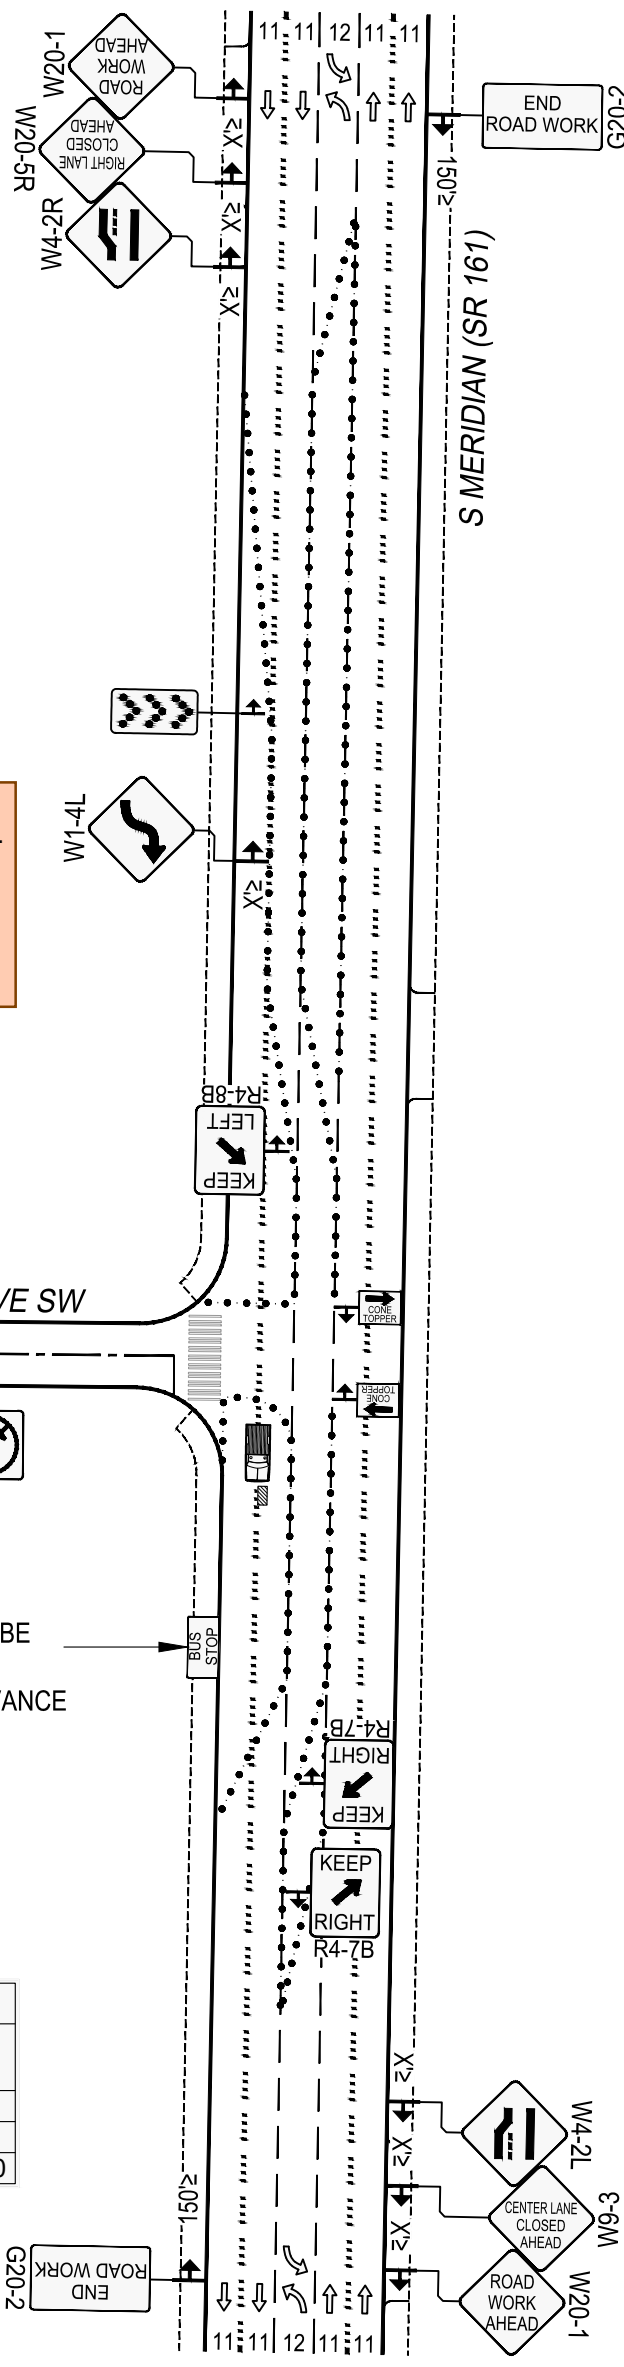 11 11 12 11 11
W20-1
ROAD
WORK
AHEAD
W20-5R
RIGHT LANE
CLOSED
AHEAD
W4-2R
X'±
X'±
X'±
END
ROAD WORK
G20-2
150'±
S MERIDIAN (SR 161)
W1-4L
X'±
R4-8B
KEEP
LEFT
VE SW
CONE
TOPPER
CONE
TOPPER
BE
BUS
STOP
VANCE
R4-7B
KEEP
RIGHT
KEEP
RIGHT
R4-7B
X'±
X'±
X'±
W4-2L
CENTER LANE
CLOSED
AHEAD
W9-3
ROAD
WORK
AHEAD
W20-1
150'±
END
ROAD WORK
G20-2
0
11 11 12 11 11